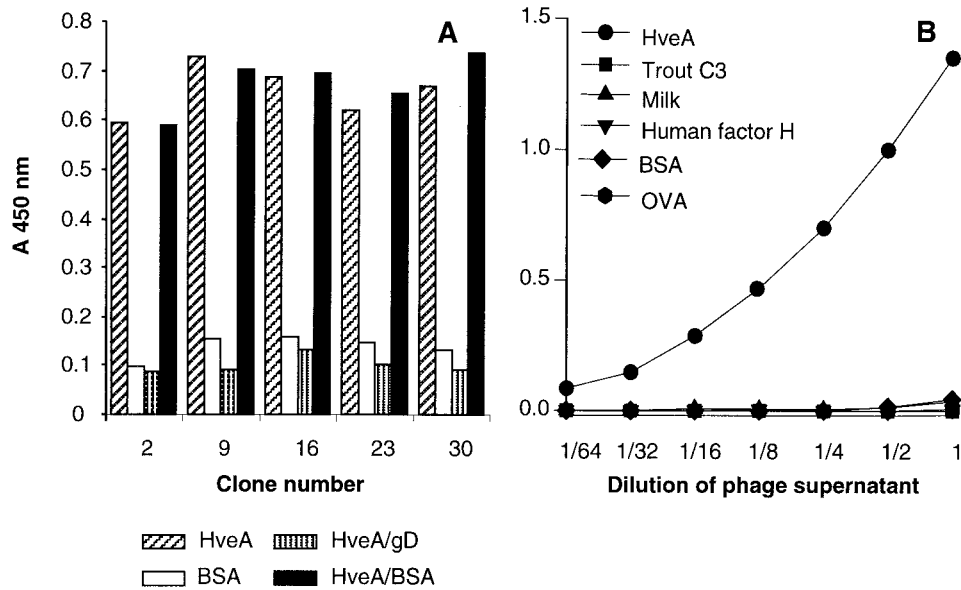 A
A 450 nm
0.8
0.7
0.6
0.5
0.4
0.3
0.2
0.1
0
2 9 16 23 30
Clone number
HveA
HveA/gD
BSA
HveA/BSA
B
1.5
1.0
0.5
0.0
HveA
Trout C3
Milk
Human factor H
BSA
OVA
1/64 1/32 1/16 1/8 1/4 1/2 1
Dilution of phage supernatant